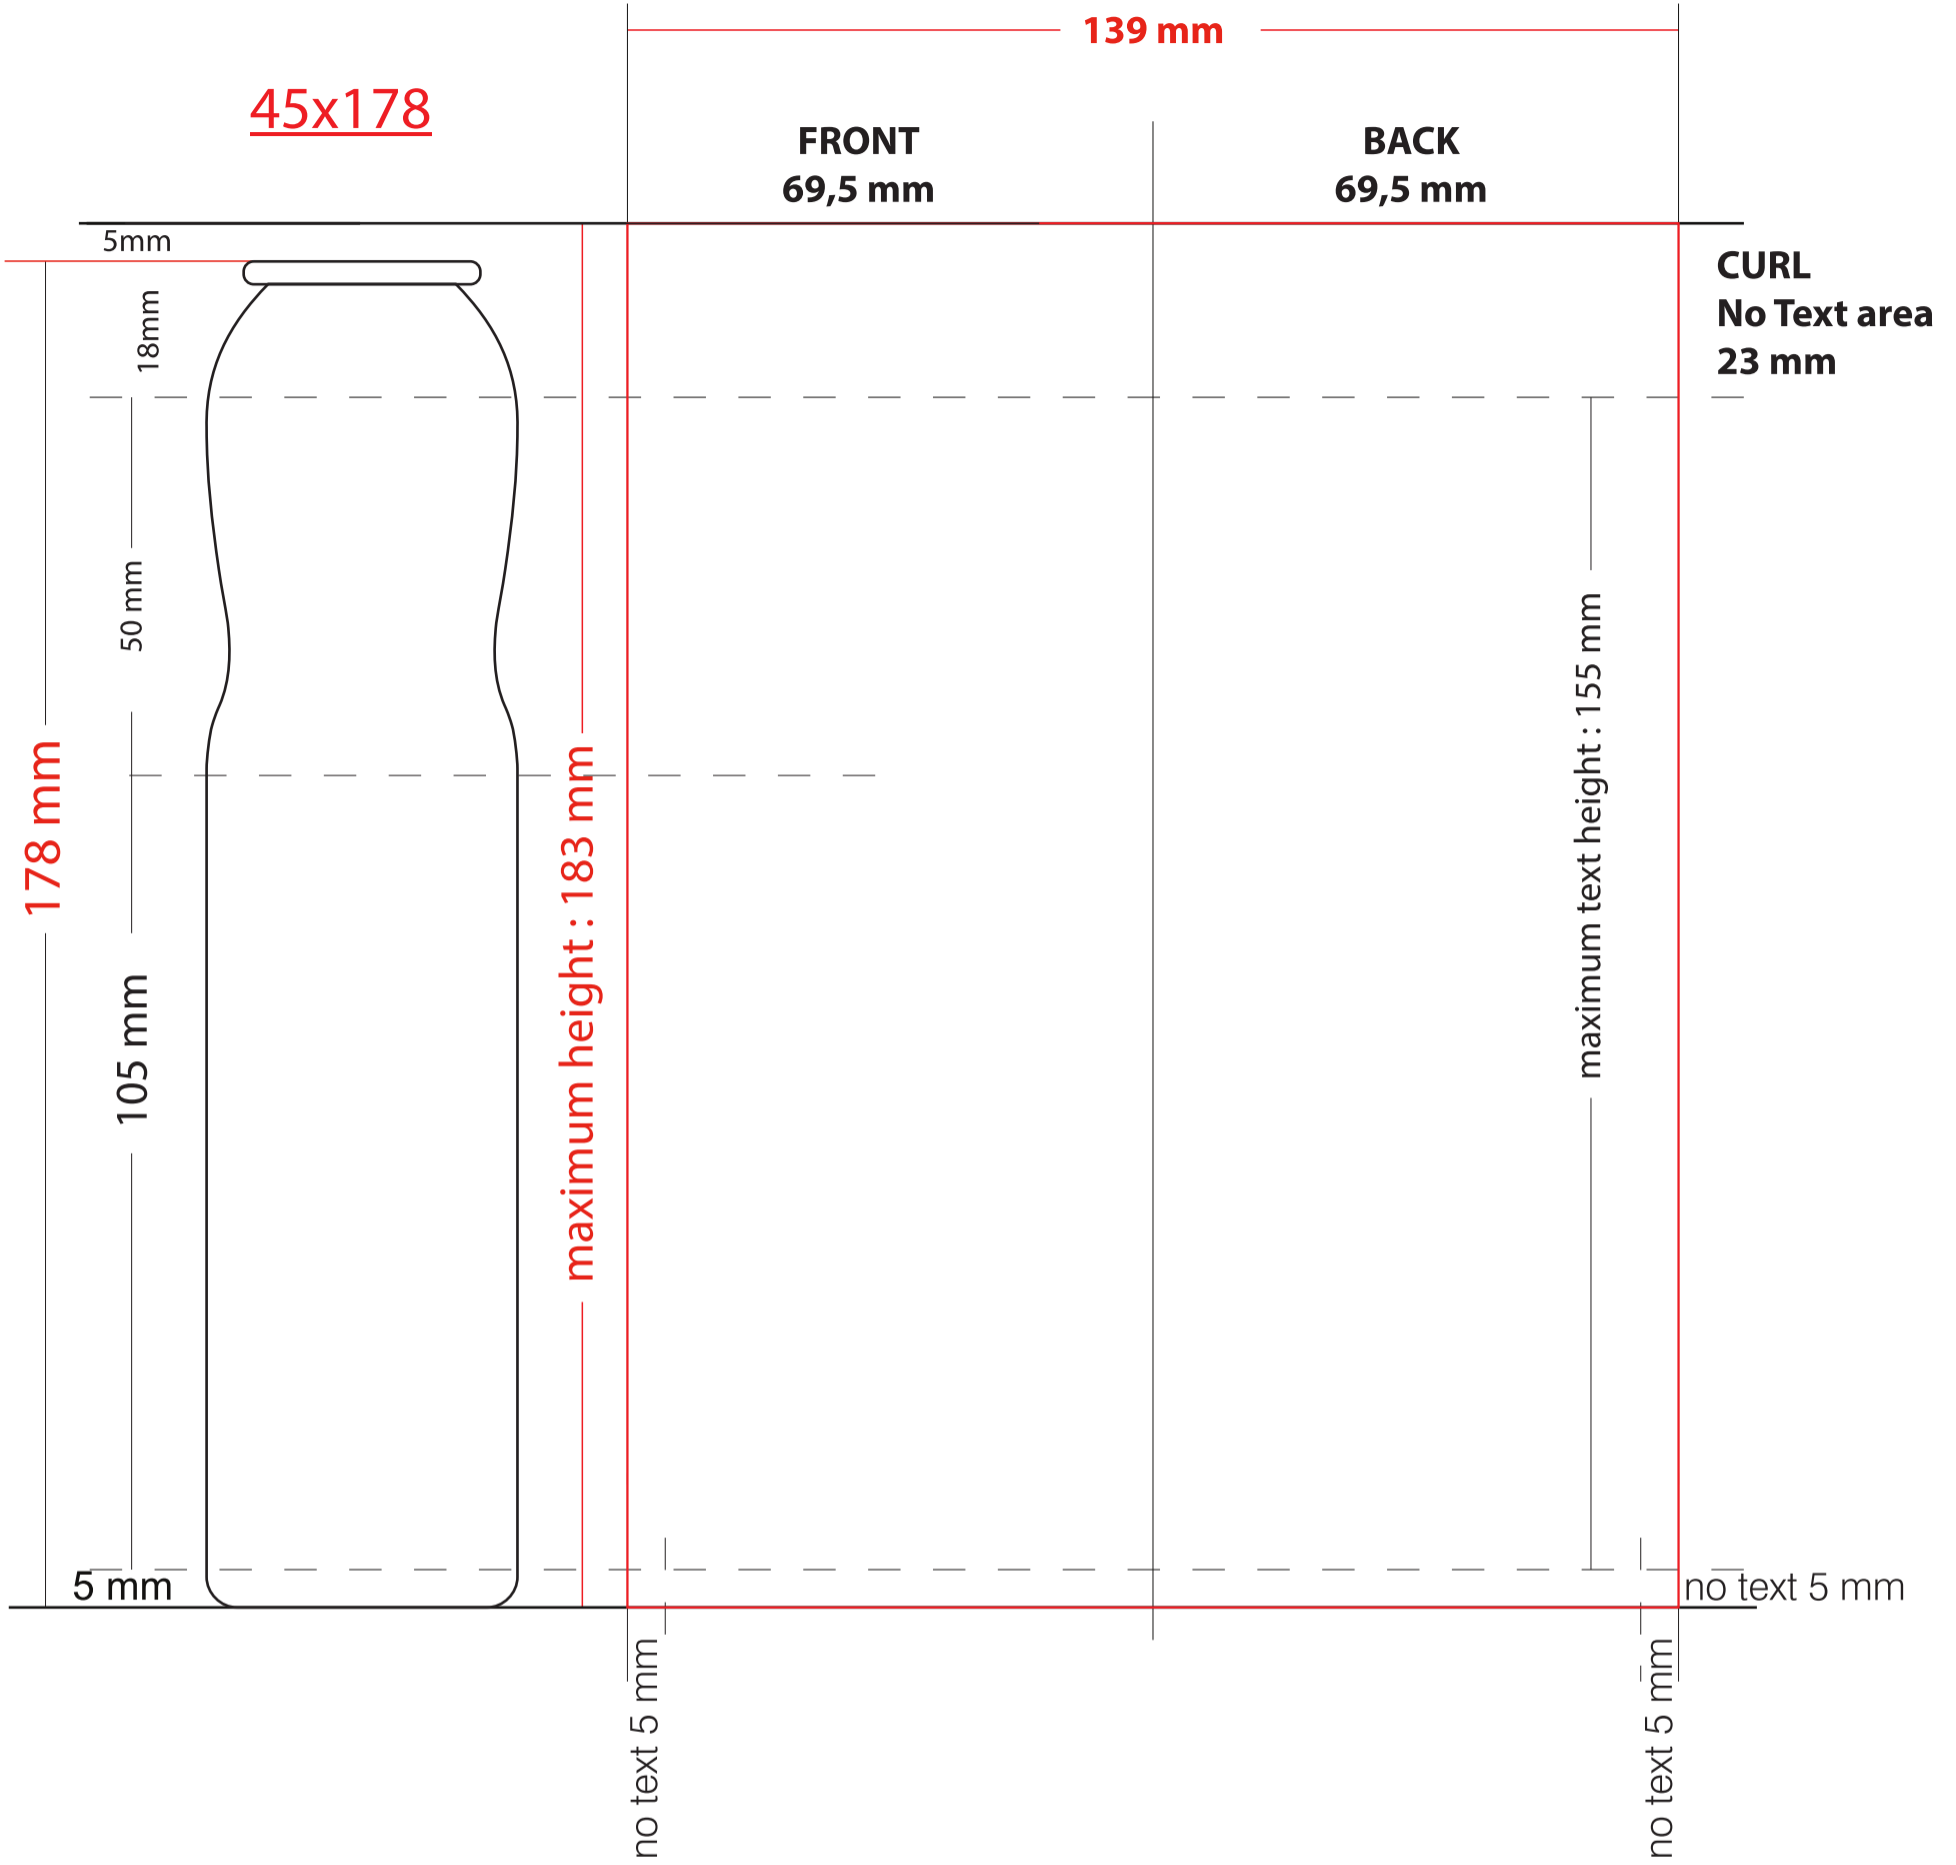 139 mm
45x178
FRONT
69,5 mm
BACK
69,5 mm
5mm
CURL
No Text area
23 mm
18mm
50 mm
178 mm
105 mm
maximum height : 183 mm
maximum text height : 155 mm
5 mm
no text 5 mm
no text 5 mm
no text 5 mm